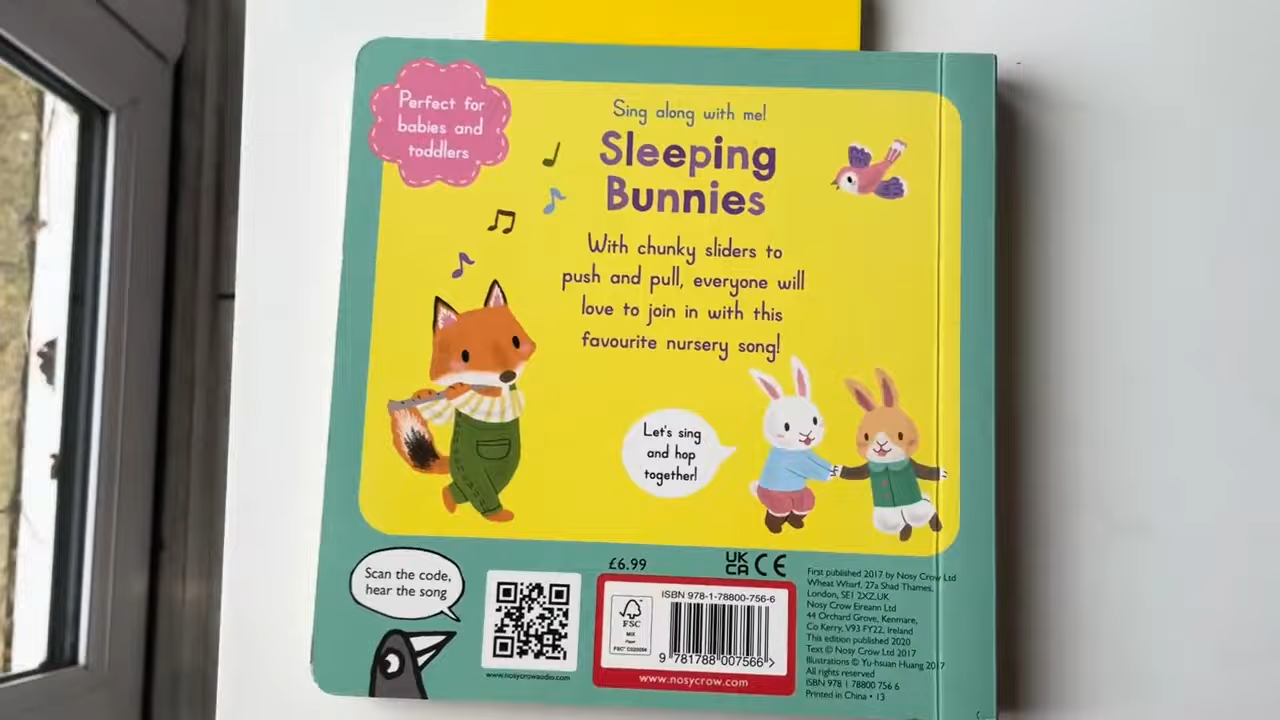 Perfect for
babies and
toddlers
Sing along with me!
Sleeping
Bunnies
With chunky sliders to
push and pull, everyone will
love to join in with this
favourite nursery song!
Let's sing
and hop
together!
Scan the code,
hear the song
www.nosycrowaudio.com
£6.99
UK
CA CE
ISBN 978-1-78800-756-6
FSC
MIX
Paper
FSC® C020056
9 781788 007566 >
www.nosycrow.com
First published 2017 by Nosy Crow Ltd
Wheat Wharf, 27a Shad Thames,
London, SE1 2XZ, UK
Nosy Crow Eireann Ltd
44 Orchard Grove, Kenmare,
Co Kerry, V93 FY22, Ireland
This edition published 2020
Text © Nosy Crow Ltd 2017
Illustrations © Yu-hsuan Huang 2017
All rights reserved
ISBN 978 1 78800 756 6
Printed in China • 13